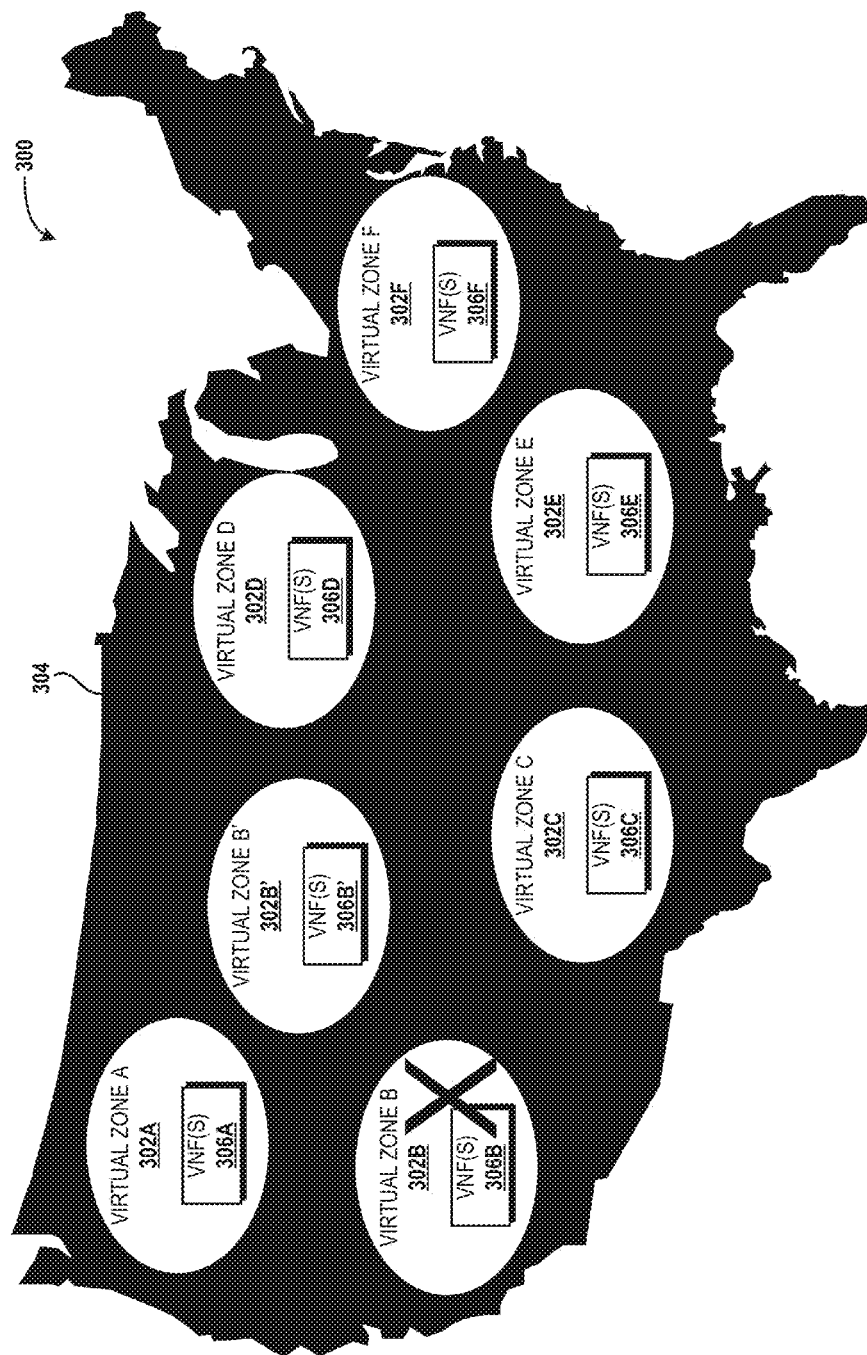 300
304
VIRTUAL ZONE A
302A
VNF(S)
306A
VIRTUAL ZONE B'
302B'
VNF(S)
306B'
VIRTUAL ZONE D
302D
VNF(S)
306D
VIRTUAL ZONE F
302F
VNF(S)
306F
VIRTUAL ZONE B
302B
VNF(S)
306B
VIRTUAL ZONE C
302C
VNF(S)
306C
VIRTUAL ZONE E
302E
VNF(S)
306E